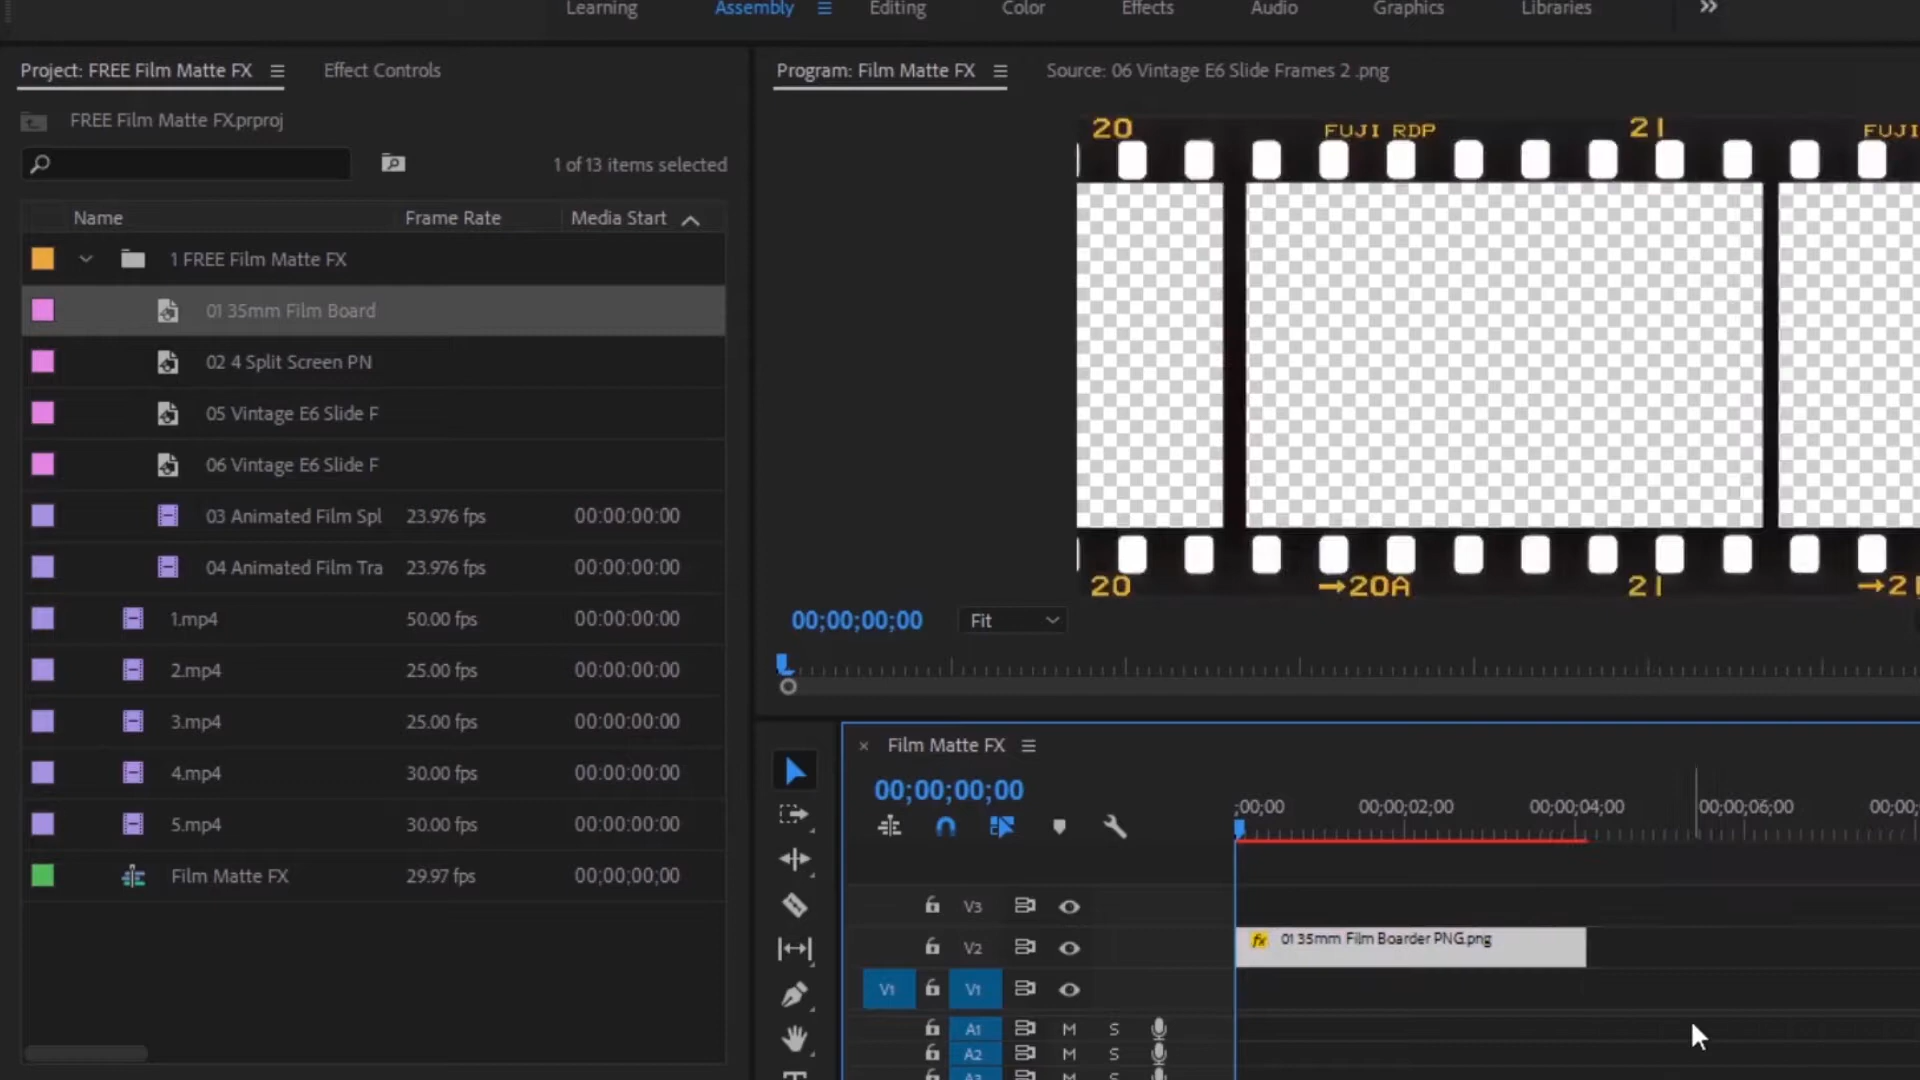 Learning Assembly Editing Color Effects Audio Graphics Libraries
Project: FREE Film Matte FX Effect Controls
FREE Film Matte FX.prproj
1 of 13 items selected
Name Frame Rate Media Start
1 FREE Film Matte FX
01 35mm Film Board
02 4 Split Screen PN
05 Vintage E6 Slide F
06 Vintage E6 Slide F
03 Animated Film Spl 23.976 fps 00:00:00:00
04 Animated Film Tra 23.976 fps 00:00:00:00
1.mp4 50.00 fps 00:00:00:00
2.mp4 25.00 fps 00:00:00:00
3.mp4 25.00 fps 00:00:00:00
4.mp4 30.00 fps 00:00:00:00
5.mp4 30.00 fps 00:00:00:00
Film Matte FX 29.97 fps 00;00;00;00
Program: Film Matte FX Source: 06 Vintage E6 Slide Frames 2 .png
20 FUJI RDP 21 FUJI
20 →20A 21 →21
00;00;00;00 Fit
Film Matte FX
00;00;00;00
;00;00 00;00;02;00 00;00;04;00 00;00;06;00 00;00;
V3
V2 fx 01 35mm Film Boarder PNG.png
V1 V1
A1 M S
A2 M S
A3 M S